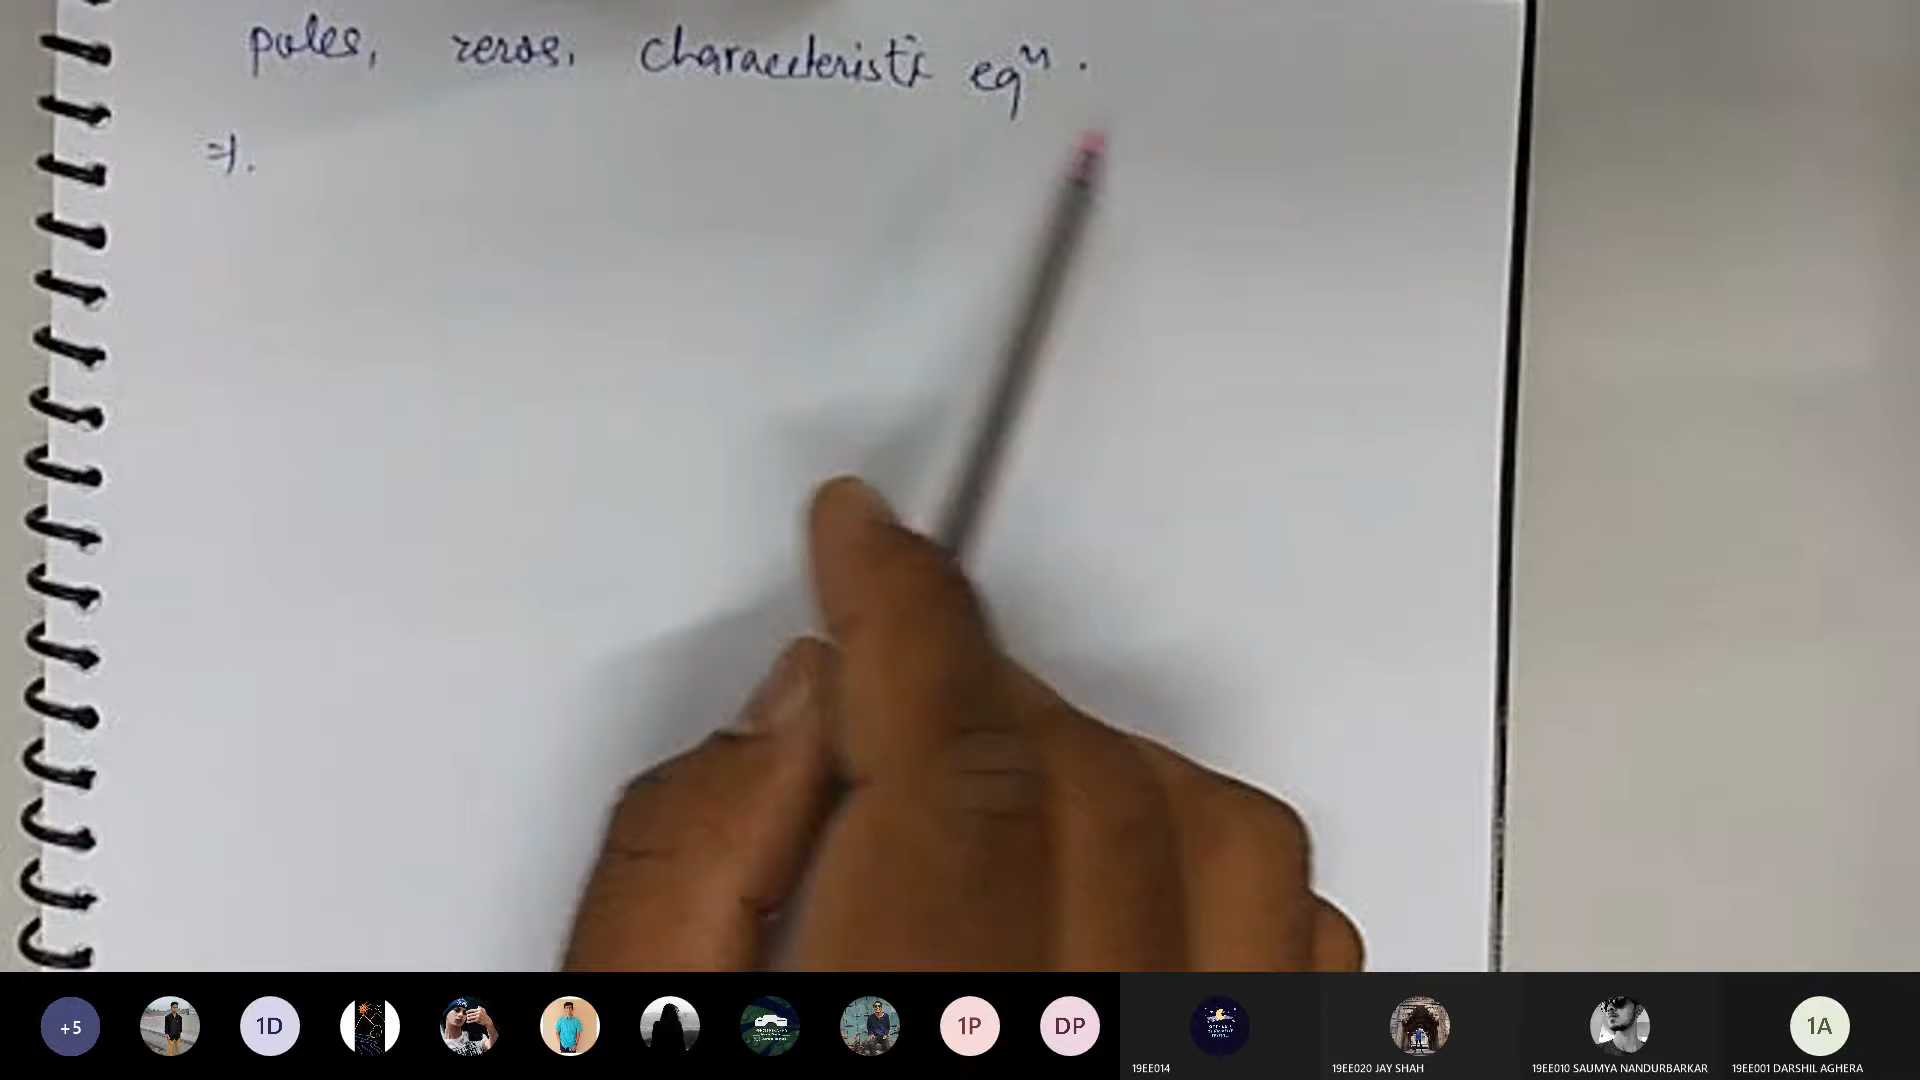 poles, zeros, characteristic eqⁿ.
⇒.
+5
1D
1P
DP
1A
19EE014
19EE020 JAY SHAH
19EE010 SAUMYA NANDURBARKAR
19EE001 DARSHIL AGHERA